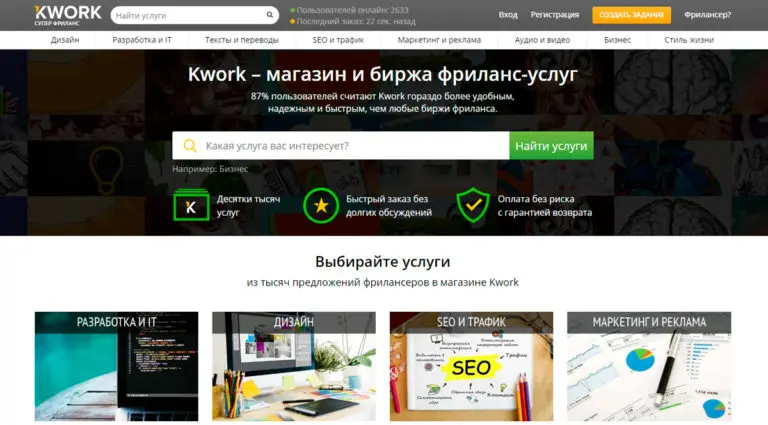 KWORK
СУПЕР ФРИЛАНС
Найти услуги
Пользователей онлайн: 2633
Последний заказ: 22 сек. назад
Вход
Регистрация
СОЗДАТЬ ЗАДАНИЕ
Фрилансер?
Дизайн
Разработка и IT
Тексты и переводы
SEO и трафик
Маркетинг и реклама
Аудио и видео
Бизнес
Стиль жизни
Kwork – магазин и биржа фриланс-услуг
87% пользователей считают Kwork гораздо более удобным,
надежным и быстрым, чем любые биржи фриланса.
Какая услуга вас интересует?
Найти услуги
Например: Бизнес
Десятки тысяч
услуг
Быстрый заказ без
долгих обсуждений
Оплата без риска
с гарантией возврата
Выбирайте услуги
из тысяч предложений фрилансеров в магазине Kwork
РАЗРАБОТКА И IT
ДИЗАЙН
SEO И ТРАФИК
МАРКЕТИНГ И РЕКЛАМА
SEO
Трафик
Контент